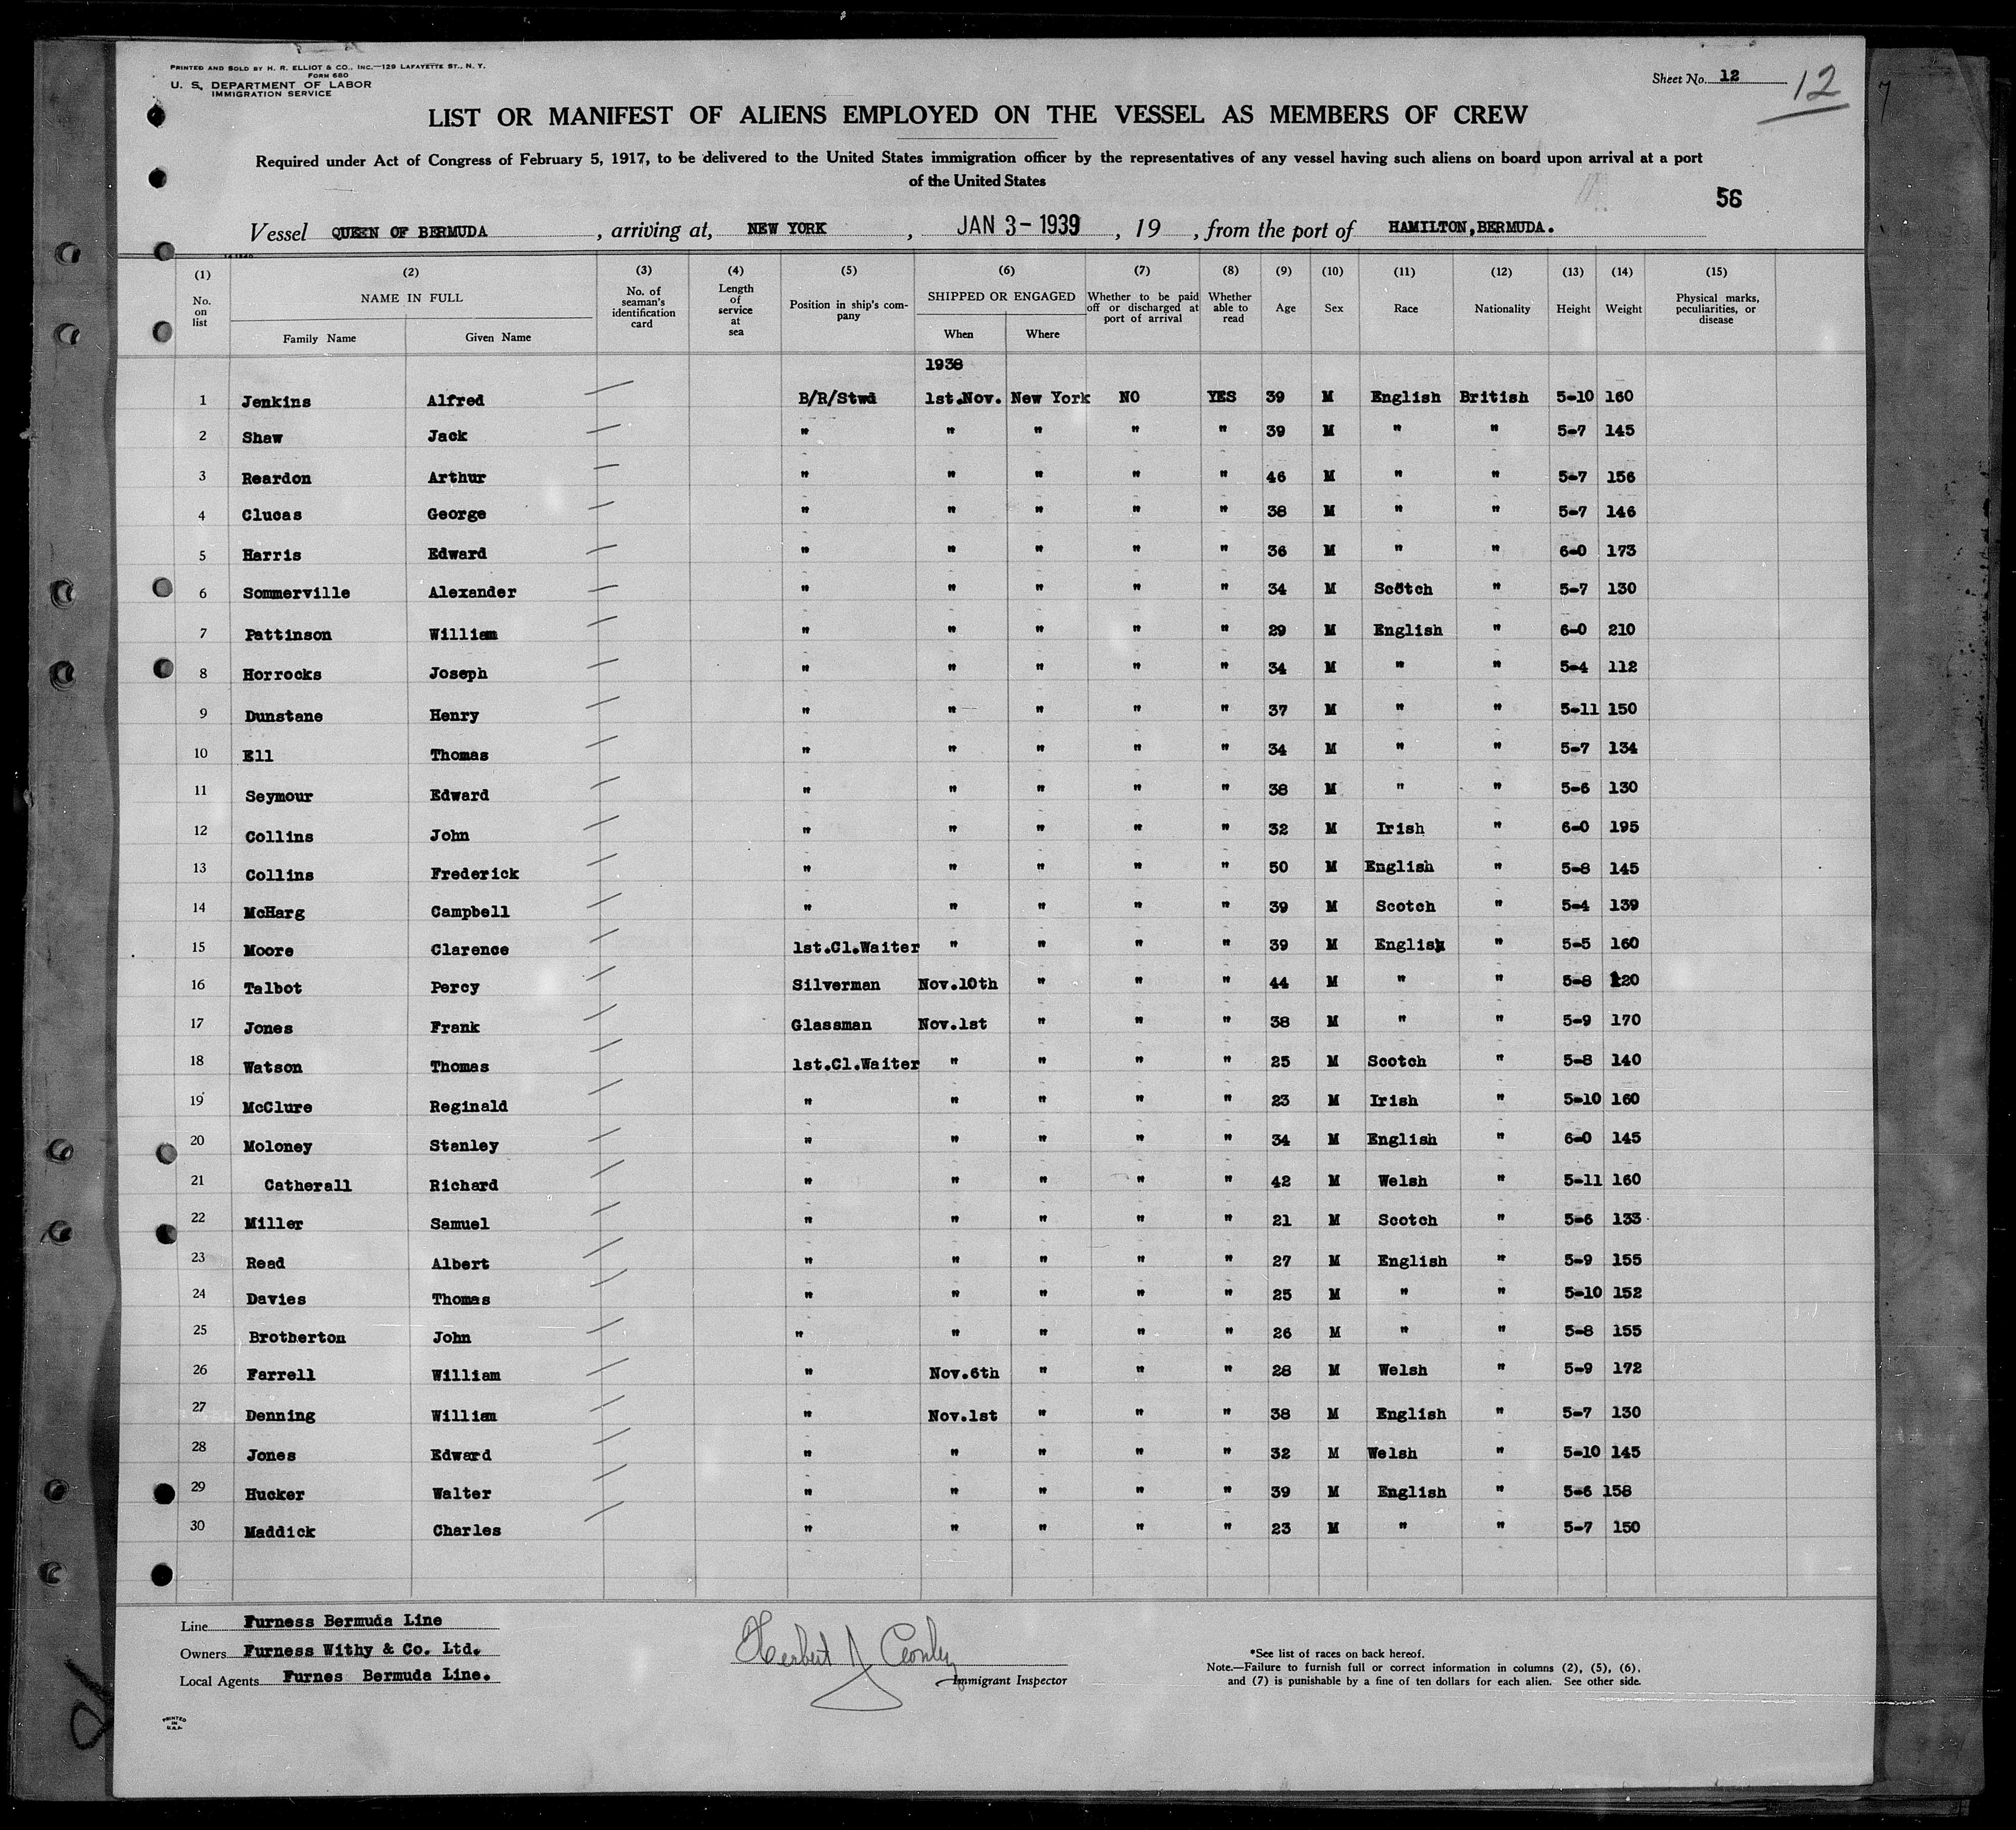 PRINTED AND SOLD BY H. R. ELLIOT & CO., INC.—129 LAFAYETTE ST., N. Y.
FORM 680
U. S. DEPARTMENT OF LABOR
IMMIGRATION SERVICE
Sheet No. 12
12
LIST OR MANIFEST OF ALIENS EMPLOYED ON THE VESSEL AS MEMBERS OF CREW
Required under Act of Congress of February 5, 1917, to be delivered to the United States immigration officer by the representatives of any vessel having such aliens on board upon arrival at a port
of the United States
56
Vessel QUEEN OF BERMUDA, arriving at, NEW YORK, JAN 3 - 1939, 19 , from the port of HAMILTON, BERMUDA.
(1) (2) (3) (4) (5) (6) (7) (8) (9) (10) (11) (12) (13) (14) (15)
No. on list NAME IN FULL Family Name Given Name No. of seaman's identification card Length of service at sea Position in ship's company SHIPPED OR ENGAGED When Where Whether to be paid off or discharged at port of arrival Whether able to read Age Sex Race Nationality Height Weight Physical marks, peculiarities, or disease
1938
1 Jenkins Alfred B/R/Stwd 1st.Nov. New York NO YES 39 M English British 5-10 160
2 Shaw Jack " " " " " 39 M " " 5-7 145
3 Reardon Arthur " " " " " 46 M " " 5-7 156
4 Clucas George " " " " " 38 M " " 5-7 146
5 Harris Edward " " " " " 36 M " " 6-0 173
6 Sommerville Alexander " " " " " 34 M Scotch " 5-7 130
7 Pattinson William " " " " " 29 M English " 6-0 210
8 Horrocks Joseph " " " " " 34 M " " 5-4 112
9 Dunstane Henry " " " " " 37 M " " 5-11 150
10 Ell Thomas " " " " " 34 M " " 5-7 134
11 Seymour Edward " " " " " 38 M " " 5-6 130
12 Collins John " " " " " 32 M Irish " 6-0 195
13 Collins Frederick " " " " " 50 M English " 5-8 145
14 McHarg Campbell " " " " " 39 M Scotch " 5-4 139
15 Moore Clarence 1st.Cl.Waiter " " " " 39 M English " 5-5 160
16 Talbot Percy Silverman Nov.10th " " " 44 M " " 5-8 120
17 Jones Frank Glassman Nov.1st " " " 38 M " " 5-9 170
18 Watson Thomas 1st.Cl.Waiter " " " " 25 M Scotch " 5-8 140
19 McClure Reginald " " " " " 23 M Irish " 5-10 160
20 Moloney Stanley " " " " " 34 M English " 6-0 145
21 Catherall Richard " " " " " 42 M Welsh " 5-11 160
22 Miller Samuel " " " " " 21 M Scotch " 5-6 133
23 Read Albert " " " " " 27 M English " 5-9 155
24 Davies Thomas " " " " " 25 M " " 5-10 152
25 Brotherton John " " " " " 26 M " " 5-8 155
26 Farrell William " Nov.6th " " " 28 M Welsh " 5-9 172
27 Denning William " Nov.1st " " " 38 M English " 5-7 130
28 Jones Edward " " " " " 32 M Welsh " 5-10 145
29 Hucker Walter " " " " " 39 M English " 5-6 158
30 Maddick Charles " " " " " 23 M " " 5-7 150
Line Furness Bermuda Line
Owners Furness Withy & Co. Ltd.
Local Agents Furnes Bermuda Line.
Herbert J
Immigrant Inspector
*See list of races on back hereof.
Note.—Failure to furnish full or correct information in columns (2), (5), (6),
and (7) is punishable by a fine of ten dollars for each alien. See other side.
PRINTED
IN
U.S.A.